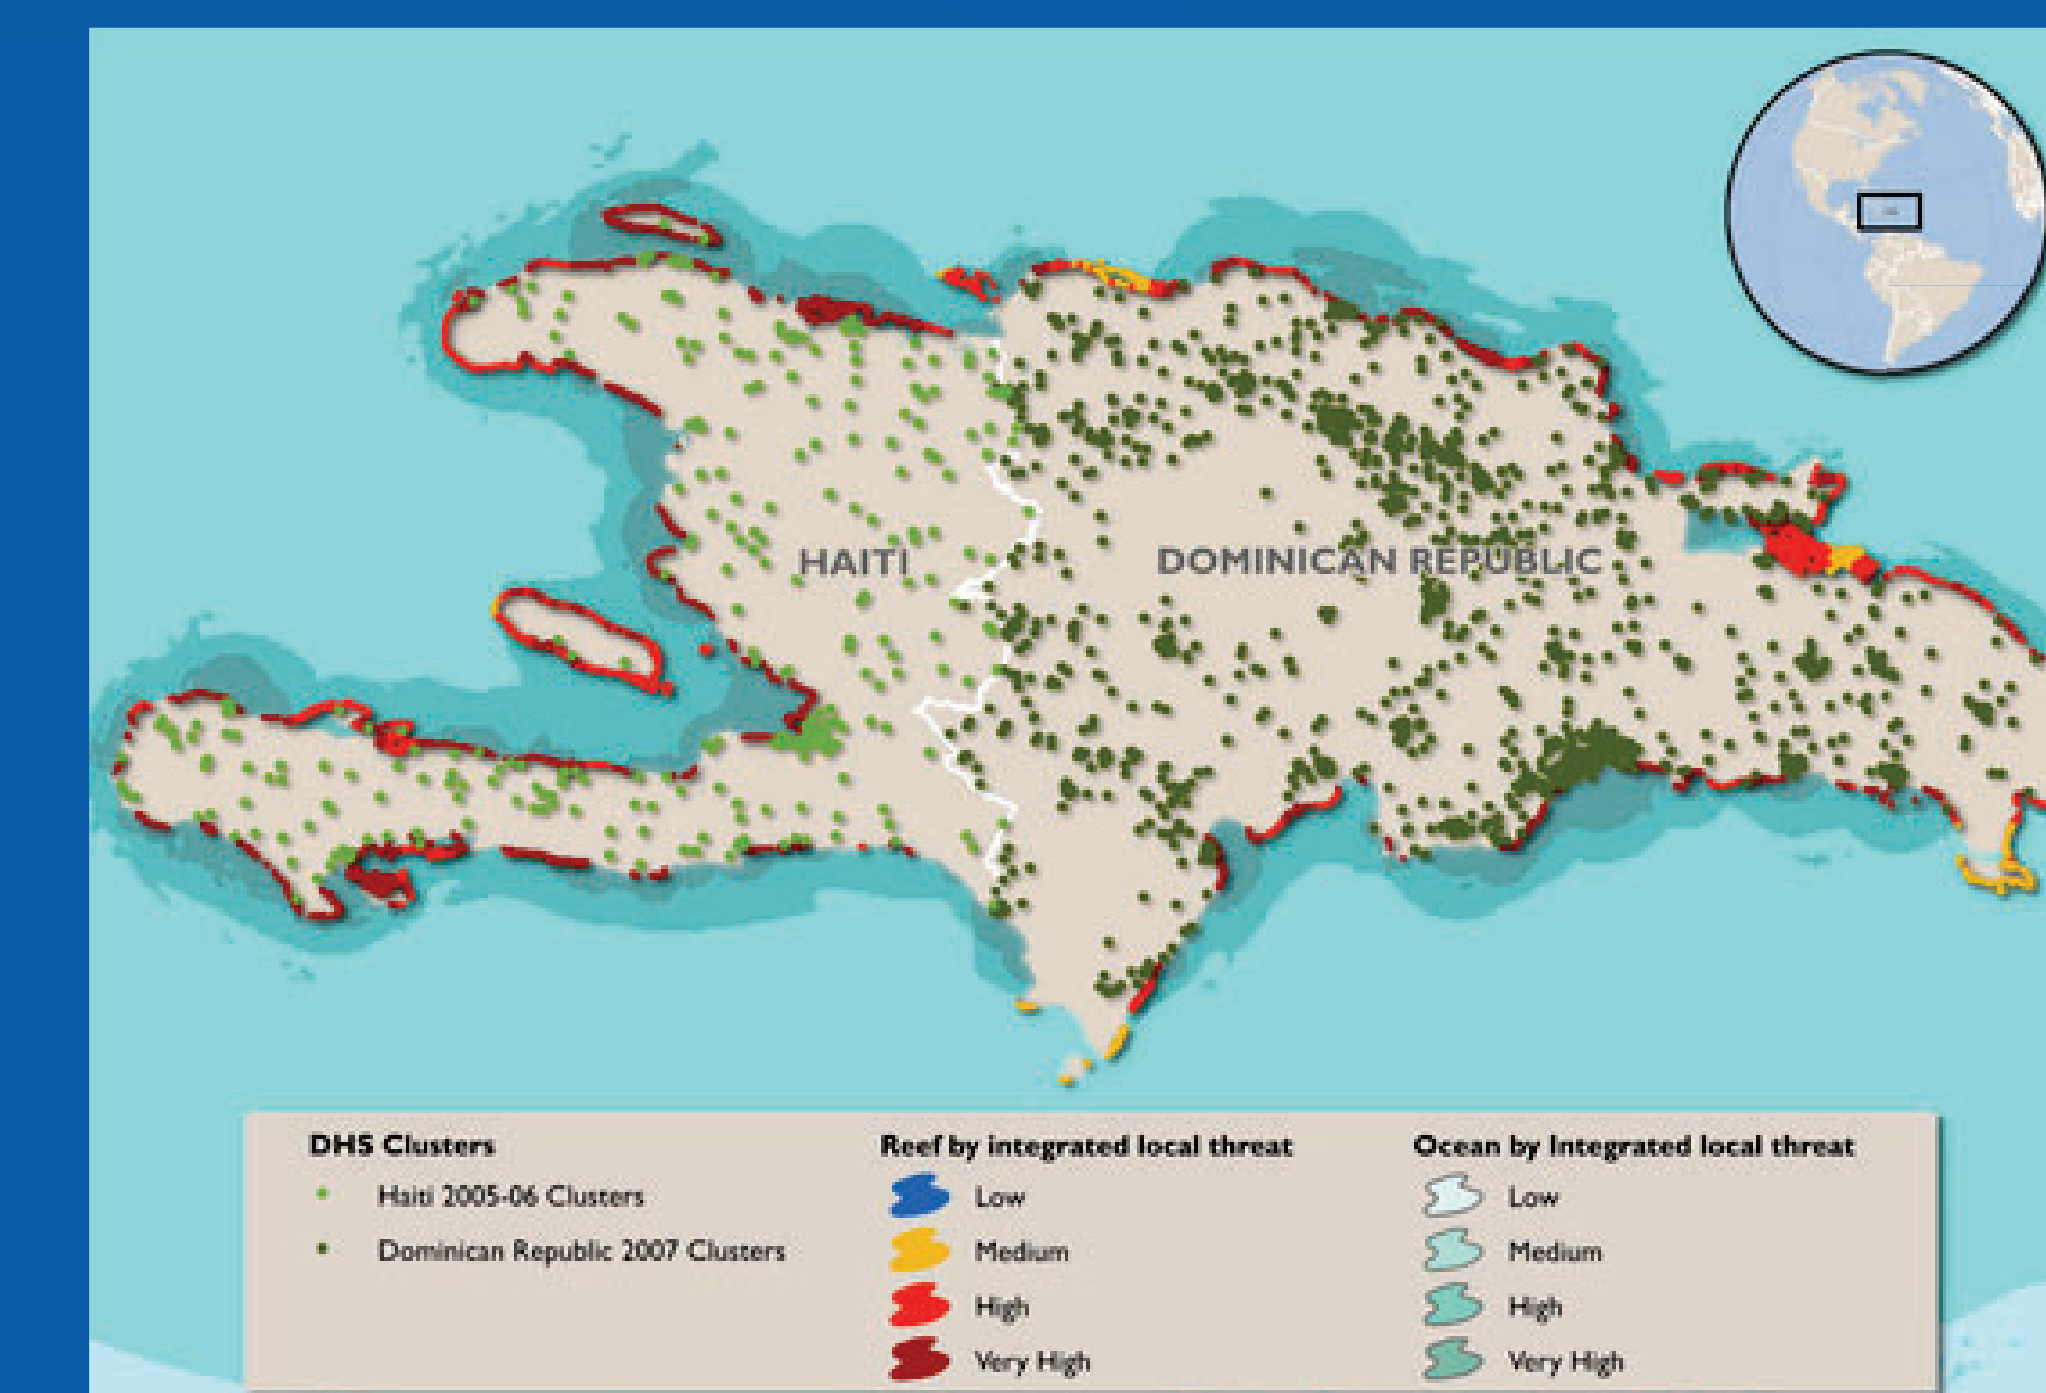 HAITI
DOMINICAN REPUBLIC
DHS Clusters
Haiti 2005-06 Clusters
Dominican Republic 2007 Clusters
Reef by integrated local threat
Low
Medium
High
Very High
Ocean by Integrated local threat
Low
Medium
High
Very High